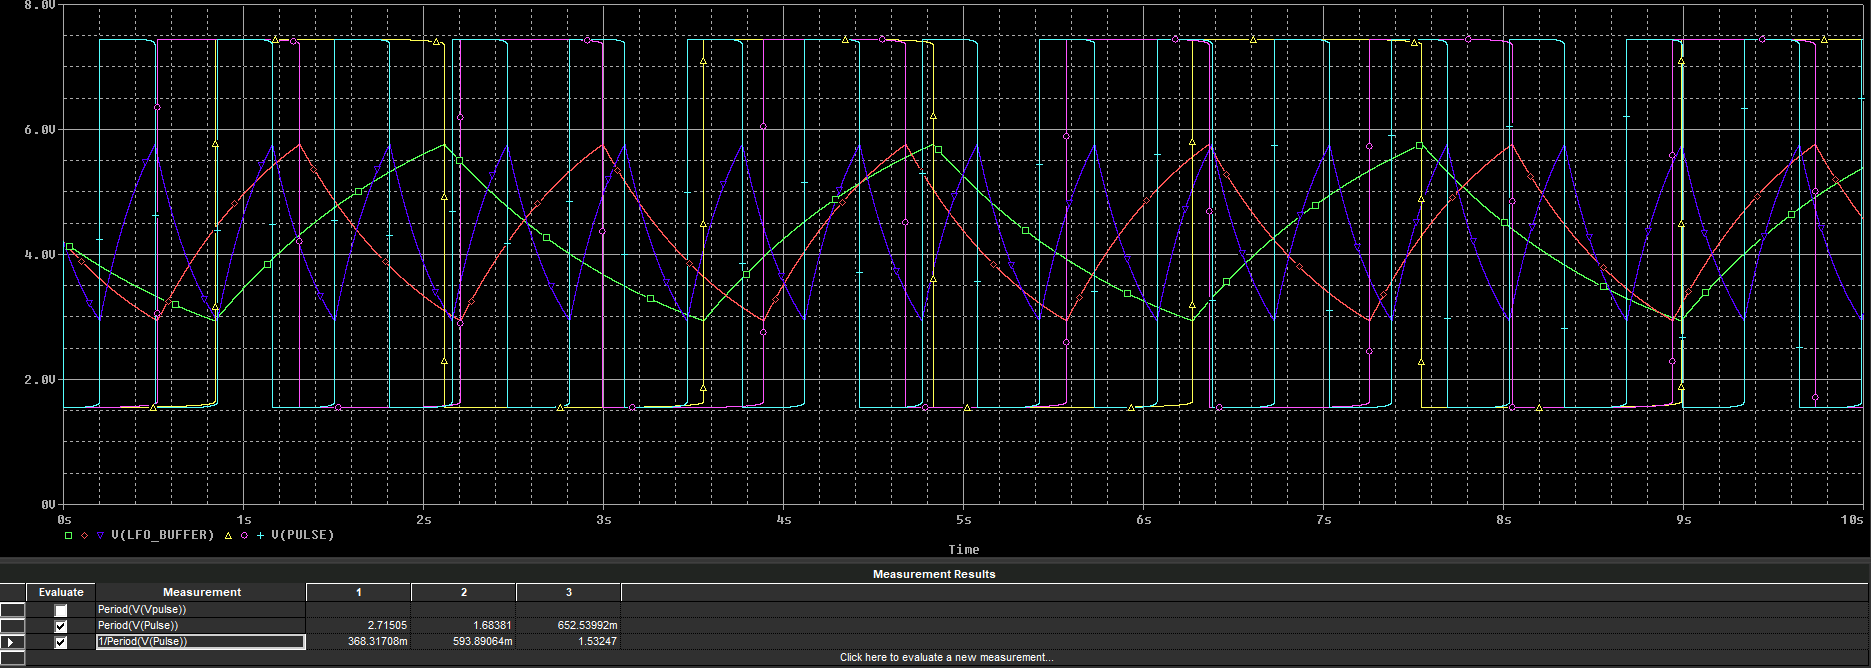 8.0V
6.0V
4.0V
2.0V
0V
0s 1s 2s 3s 4s 5s 6s 7s 8s 9s 10s
V(LFO_BUFFER) V(PULSE)
Time
Measurement Results
Evaluate Measurement 1 2 3
Period(V(Vpulse))
Period(V(Pulse)) 2.71505 1.68381 652.53992m
1/Period(V(Pulse)) 368.31708m 593.89064m 1.53247
Click here to evaluate a new measurement...